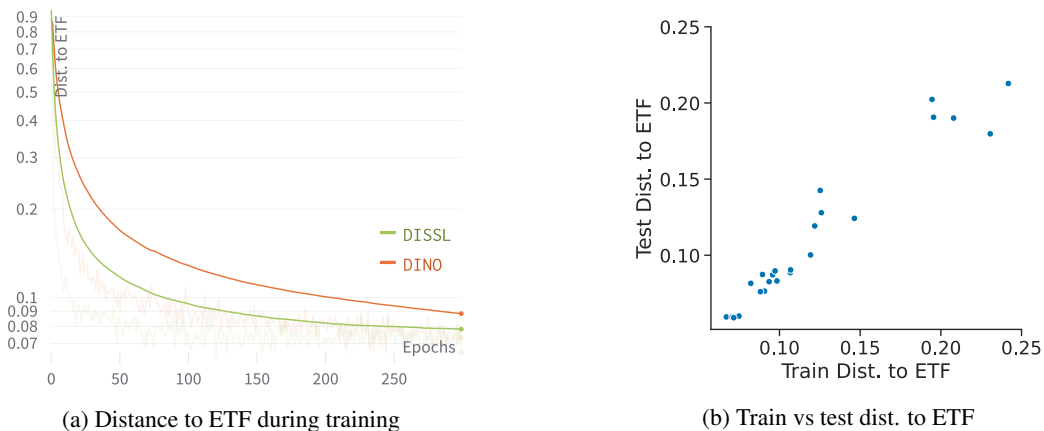 0.9
0.8
0.7
0.6
0.5
0.4
0.3
0.2
0.1
0.09
0.08
0.07
Dist. to ETF
DISSL
DINO
Epochs
0 50 100 150 200 250
(a) Distance to ETF during training
0.25
0.20
0.15
0.10
Test Dist. to ETF
0.10 0.15 0.20 0.25
Train Dist. to ETF
(b) Train vs test dist. to ETF